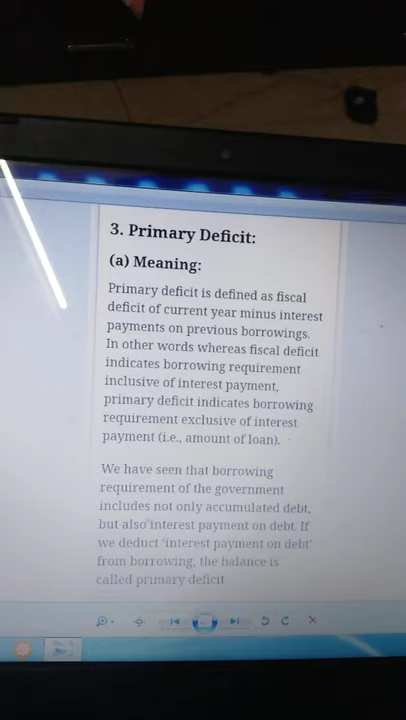 3. Primary Deficit:
(a) Meaning:
Primary deficit is defined as fiscal
deficit of current year minus interest
payments on previous borrowings.
In other words whereas fiscal deficit
indicates borrowing requirement
inclusive of interest payment,
primary deficit indicates borrowing
requirement exclusive of interest
payment (i.e., amount of loan).
We have seen that borrowing
requirement of the government
includes not only accumulated debt,
but also interest payment on debt. If
we deduct ‘interest payment on debt’
from borrowing, the balance is
called primary deficit